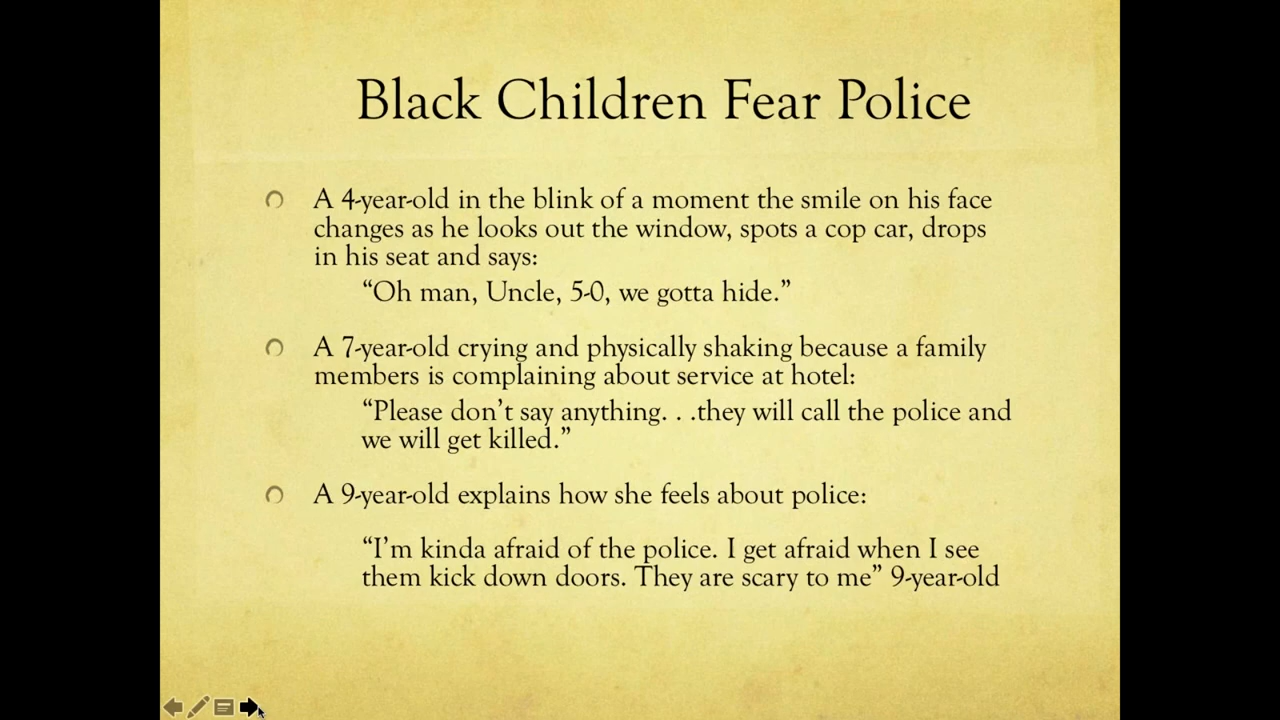 Black Children Fear Police
A 4-year-old in the blink of a moment the smile on his face
changes as he looks out the window, spots a cop car, drops
in his seat and says:
“Oh man, Uncle, 5-0, we gotta hide.”
A 7-year-old crying and physically shaking because a family
members is complaining about service at hotel:
“Please don’t say anything. . .they will call the police and
we will get killed.”
A 9-year-old explains how she feels about police:
“I’m kinda afraid of the police. I get afraid when I see
them kick down doors. They are scary to me” 9-year-old